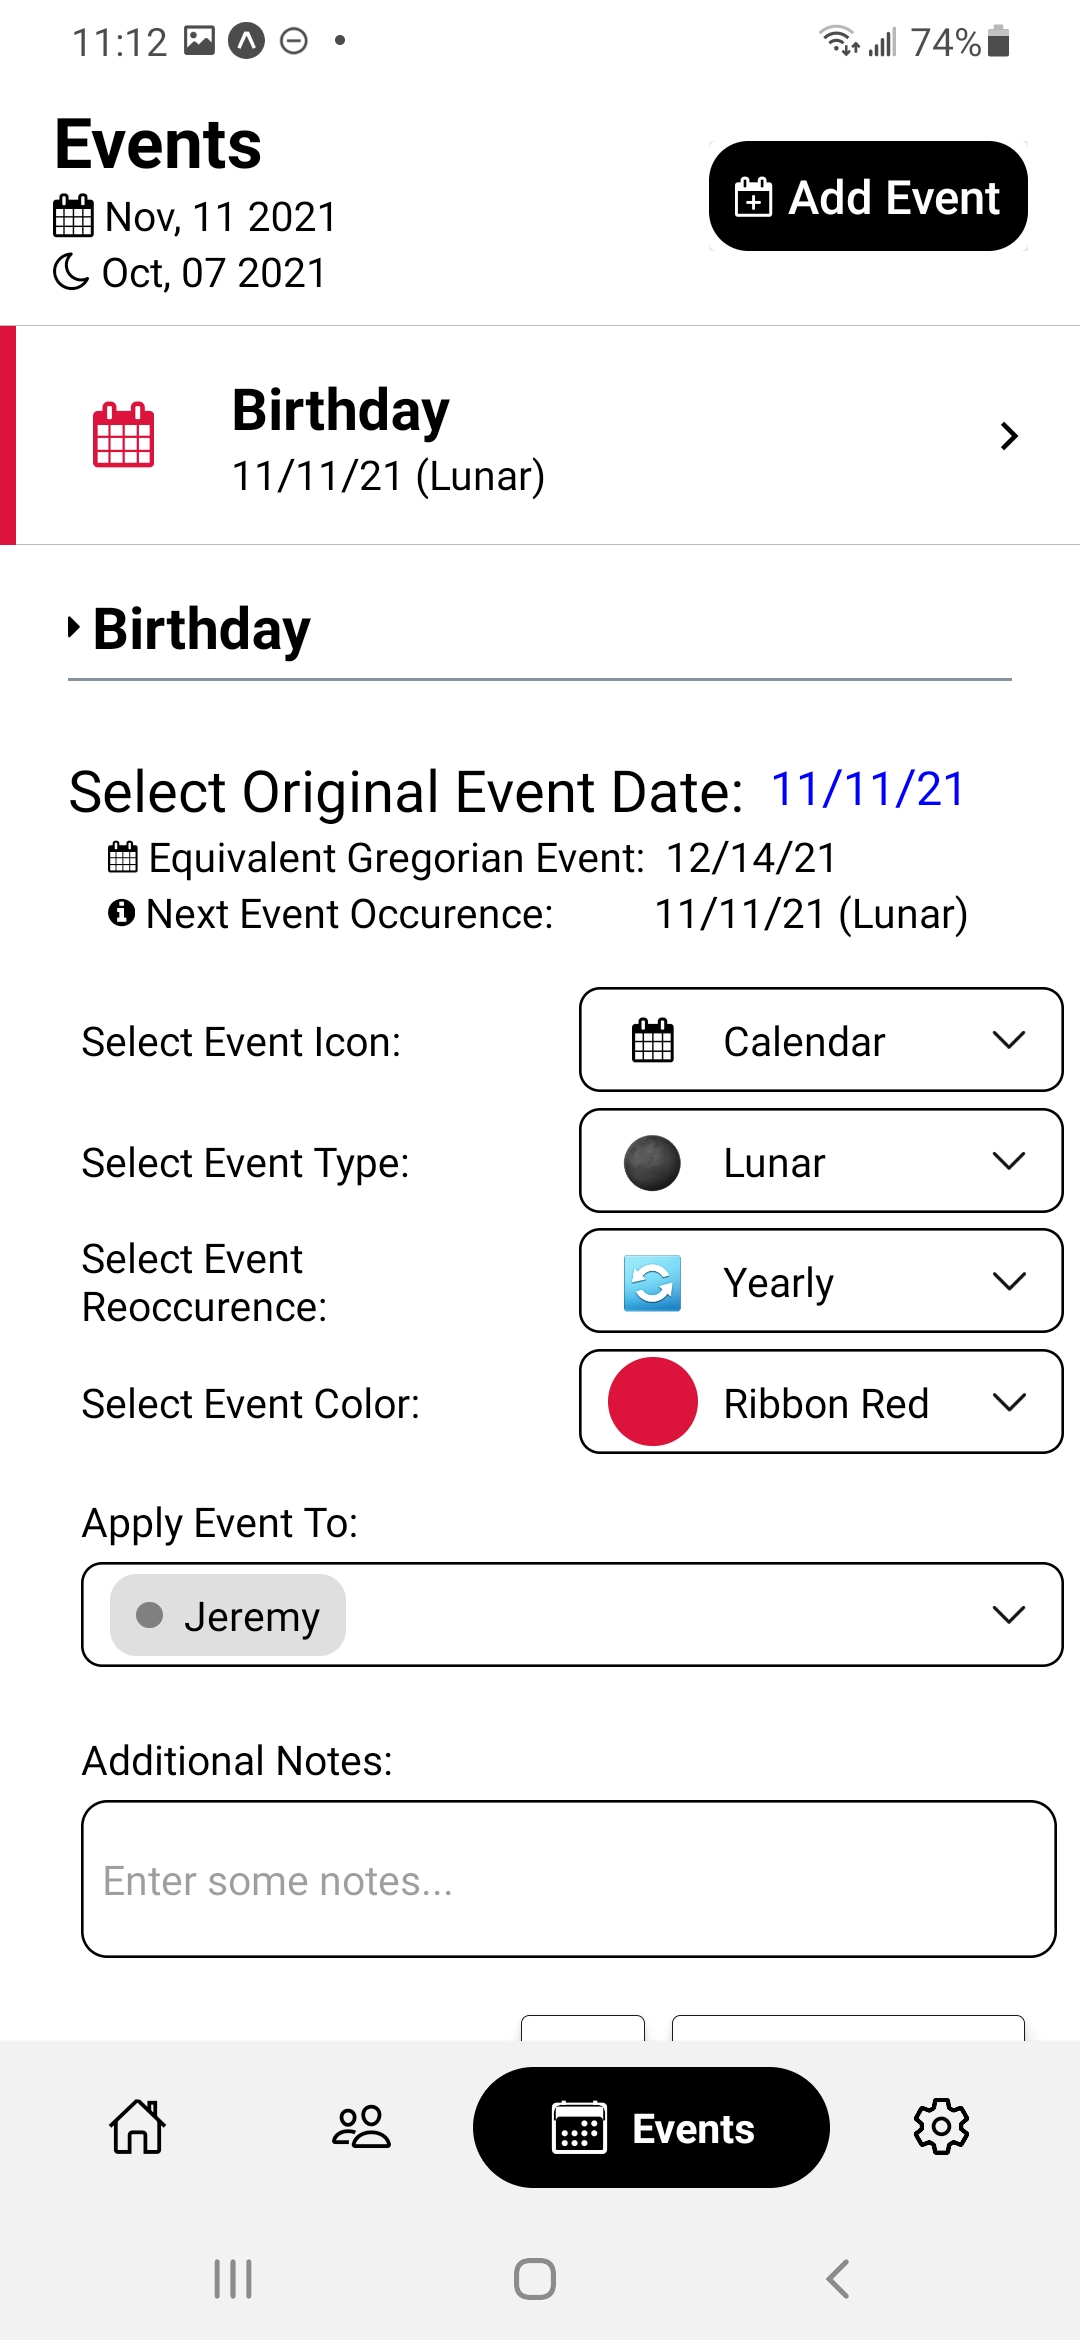 11:12 74%
Events
Nov, 11 2021
Oct, 07 2021
Add Event
Birthday
11/11/21 (Lunar)
Birthday
Select Original Event Date: 11/11/21
Equivalent Gregorian Event: 12/14/21
Next Event Occurence: 11/11/21 (Lunar)
Select Event Icon: Calendar
Select Event Type: Lunar
Select Event
Reoccurence:
Yearly
Select Event Color: Ribbon Red
Apply Event To:
Jeremy
Additional Notes:
Enter some notes...
Events